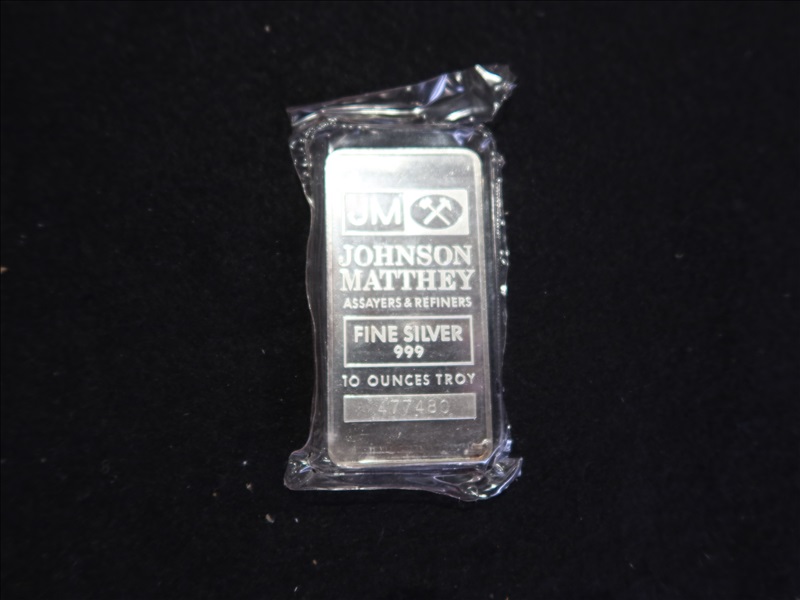 JM
JOHNSON
MATTHEY
ASSAYERS & REFINERS
FINE SILVER
999
10 OUNCES TROY
477480